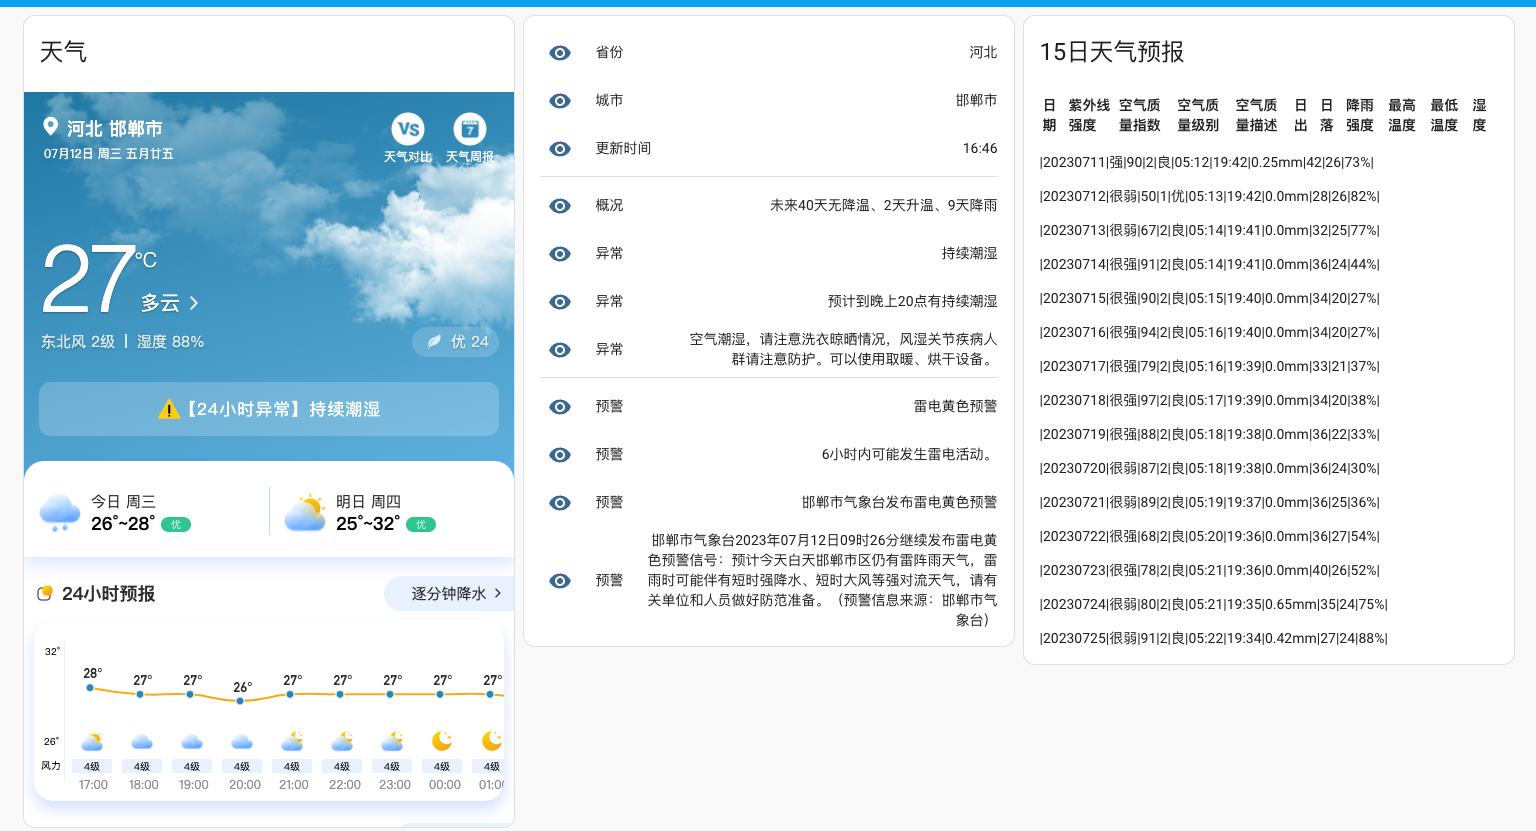 天气
河北 邯郸市
07月12日 周三 五月廿五
VS
天气对比
7
天气周报
27
°C
多云
东北风 2级 | 湿度 88%
优 24
【24小时异常】持续潮湿
今日 周三
26°~28° 优
明日 周四
25°~32° 优
24小时预报
逐分钟降水
32°
28° 27° 27° 26° 27° 27° 27° 27° 27°
26°
风力 4级 4级 4级 4级 4级 4级 4级 4级 4级
17:00 18:00 19:00 20:00 21:00 22:00 23:00 00:00 01:00
省份 河北
城市 邯郸市
更新时间 16:46
概况 未来40天无降温、2天升温、9天降雨
异常 持续潮湿
异常 预计到晚上20点有持续潮湿
异常 空气潮湿，请注意洗衣晾晒情况，风湿关节疾病人
群请注意防护。可以使用取暖、烘干设备。
预警 雷电黄色预警
预警 6小时内可能发生雷电活动。
预警 邯郸市气象台发布雷电黄色预警
邯郸市气象台2023年07月12日09时26分继续发布雷电黄
色预警信号：预计今天白天邯郸市区仍有雷阵雨天气，雷
预警 雨时可能伴有短时强降水、短时大风等强对流天气，请有
关单位和人员做好防范准备。（预警信息来源：邯郸市气
象台）
15日天气预报
日 紫外线 空气质 空气质 空气质 日 日 降雨 最高 最低 湿
期 强度 量指数 量级别 量描述 出 落 强度 温度 温度 度
|20230711|强|90|2|良|05:12|19:42|0.25mm|42|26|73%|
|20230712|很弱|50|1|优|05:13|19:42|0.0mm|28|26|82%|
|20230713|很弱|67|2|良|05:14|19:41|0.0mm|32|25|77%|
|20230714|很强|91|2|良|05:14|19:41|0.0mm|36|24|44%|
|20230715|很强|90|2|良|05:15|19:40|0.0mm|34|20|27%|
|20230716|很强|94|2|良|05:16|19:40|0.0mm|34|20|27%|
|20230717|很强|79|2|良|05:16|19:39|0.0mm|33|21|37%|
|20230718|很强|97|2|良|05:17|19:39|0.0mm|34|20|38%|
|20230719|很强|88|2|良|05:18|19:38|0.0mm|36|22|33%|
|20230720|很弱|87|2|良|05:18|19:38|0.0mm|36|24|30%|
|20230721|很弱|89|2|良|05:19|19:37|0.0mm|36|25|36%|
|20230722|很弱|68|2|良|05:20|19:36|0.0mm|36|27|54%|
|20230723|很弱|78|2|良|05:21|19:36|0.0mm|40|26|52%|
|20230724|很弱|80|2|良|05:21|19:35|0.65mm|35|24|75%|
|20230725|很弱|91|2|良|05:22|19:34|0.42mm|27|24|88%|